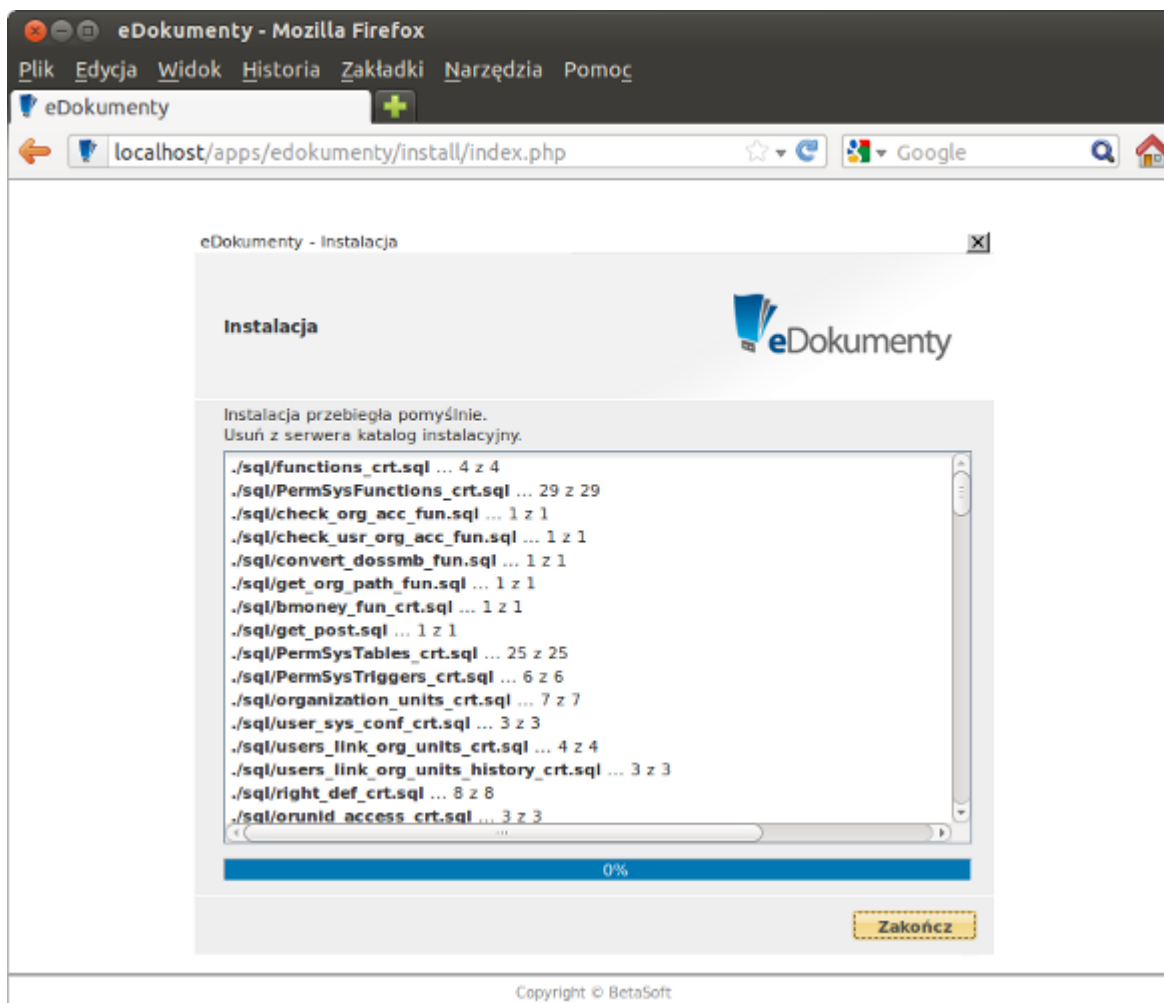 eDokumenty - Mozilla Firefox
Plik Edycja Widok Historia Zakładki Narzędzia Pomoc
eDokumenty
localhost/apps/edokumenty/install/index.php Google
eDokumenty - Instalacja
Instalacja
eDokumenty
Instalacja przebiegła pomyślnie.
Usuń z serwera katalog instalacyjny.
./sql/functions_crt.sql ... 4 z 4
./sql/PermSysFunctions_crt.sql ... 29 z 29
./sql/check_org_acc_fun.sql ... 1 z 1
./sql/check_usr_org_acc_fun.sql ... 1 z 1
./sql/convert_dossmb_fun.sql ... 1 z 1
./sql/get_org_path_fun.sql ... 1 z 1
./sql/bmoney_fun_crt.sql ... 1 z 1
./sql/get_post.sql ... 1 z 1
./sql/PermSysTables_crt.sql ... 25 z 25
./sql/PermSysTriggers_crt.sql ... 6 z 6
./sql/organization_units_crt.sql ... 7 z 7
./sql/user_sys_conf_crt.sql ... 3 z 3
./sql/users_link_org_units_crt.sql ... 4 z 4
./sql/users_link_org_units_history_crt.sql ... 3 z 3
./sql/right_def_crt.sql ... 8 z 8
./sql/orunid_access_crt.sql ... 3 z 3
0%
Zakończ
Copyright © BetaSoft